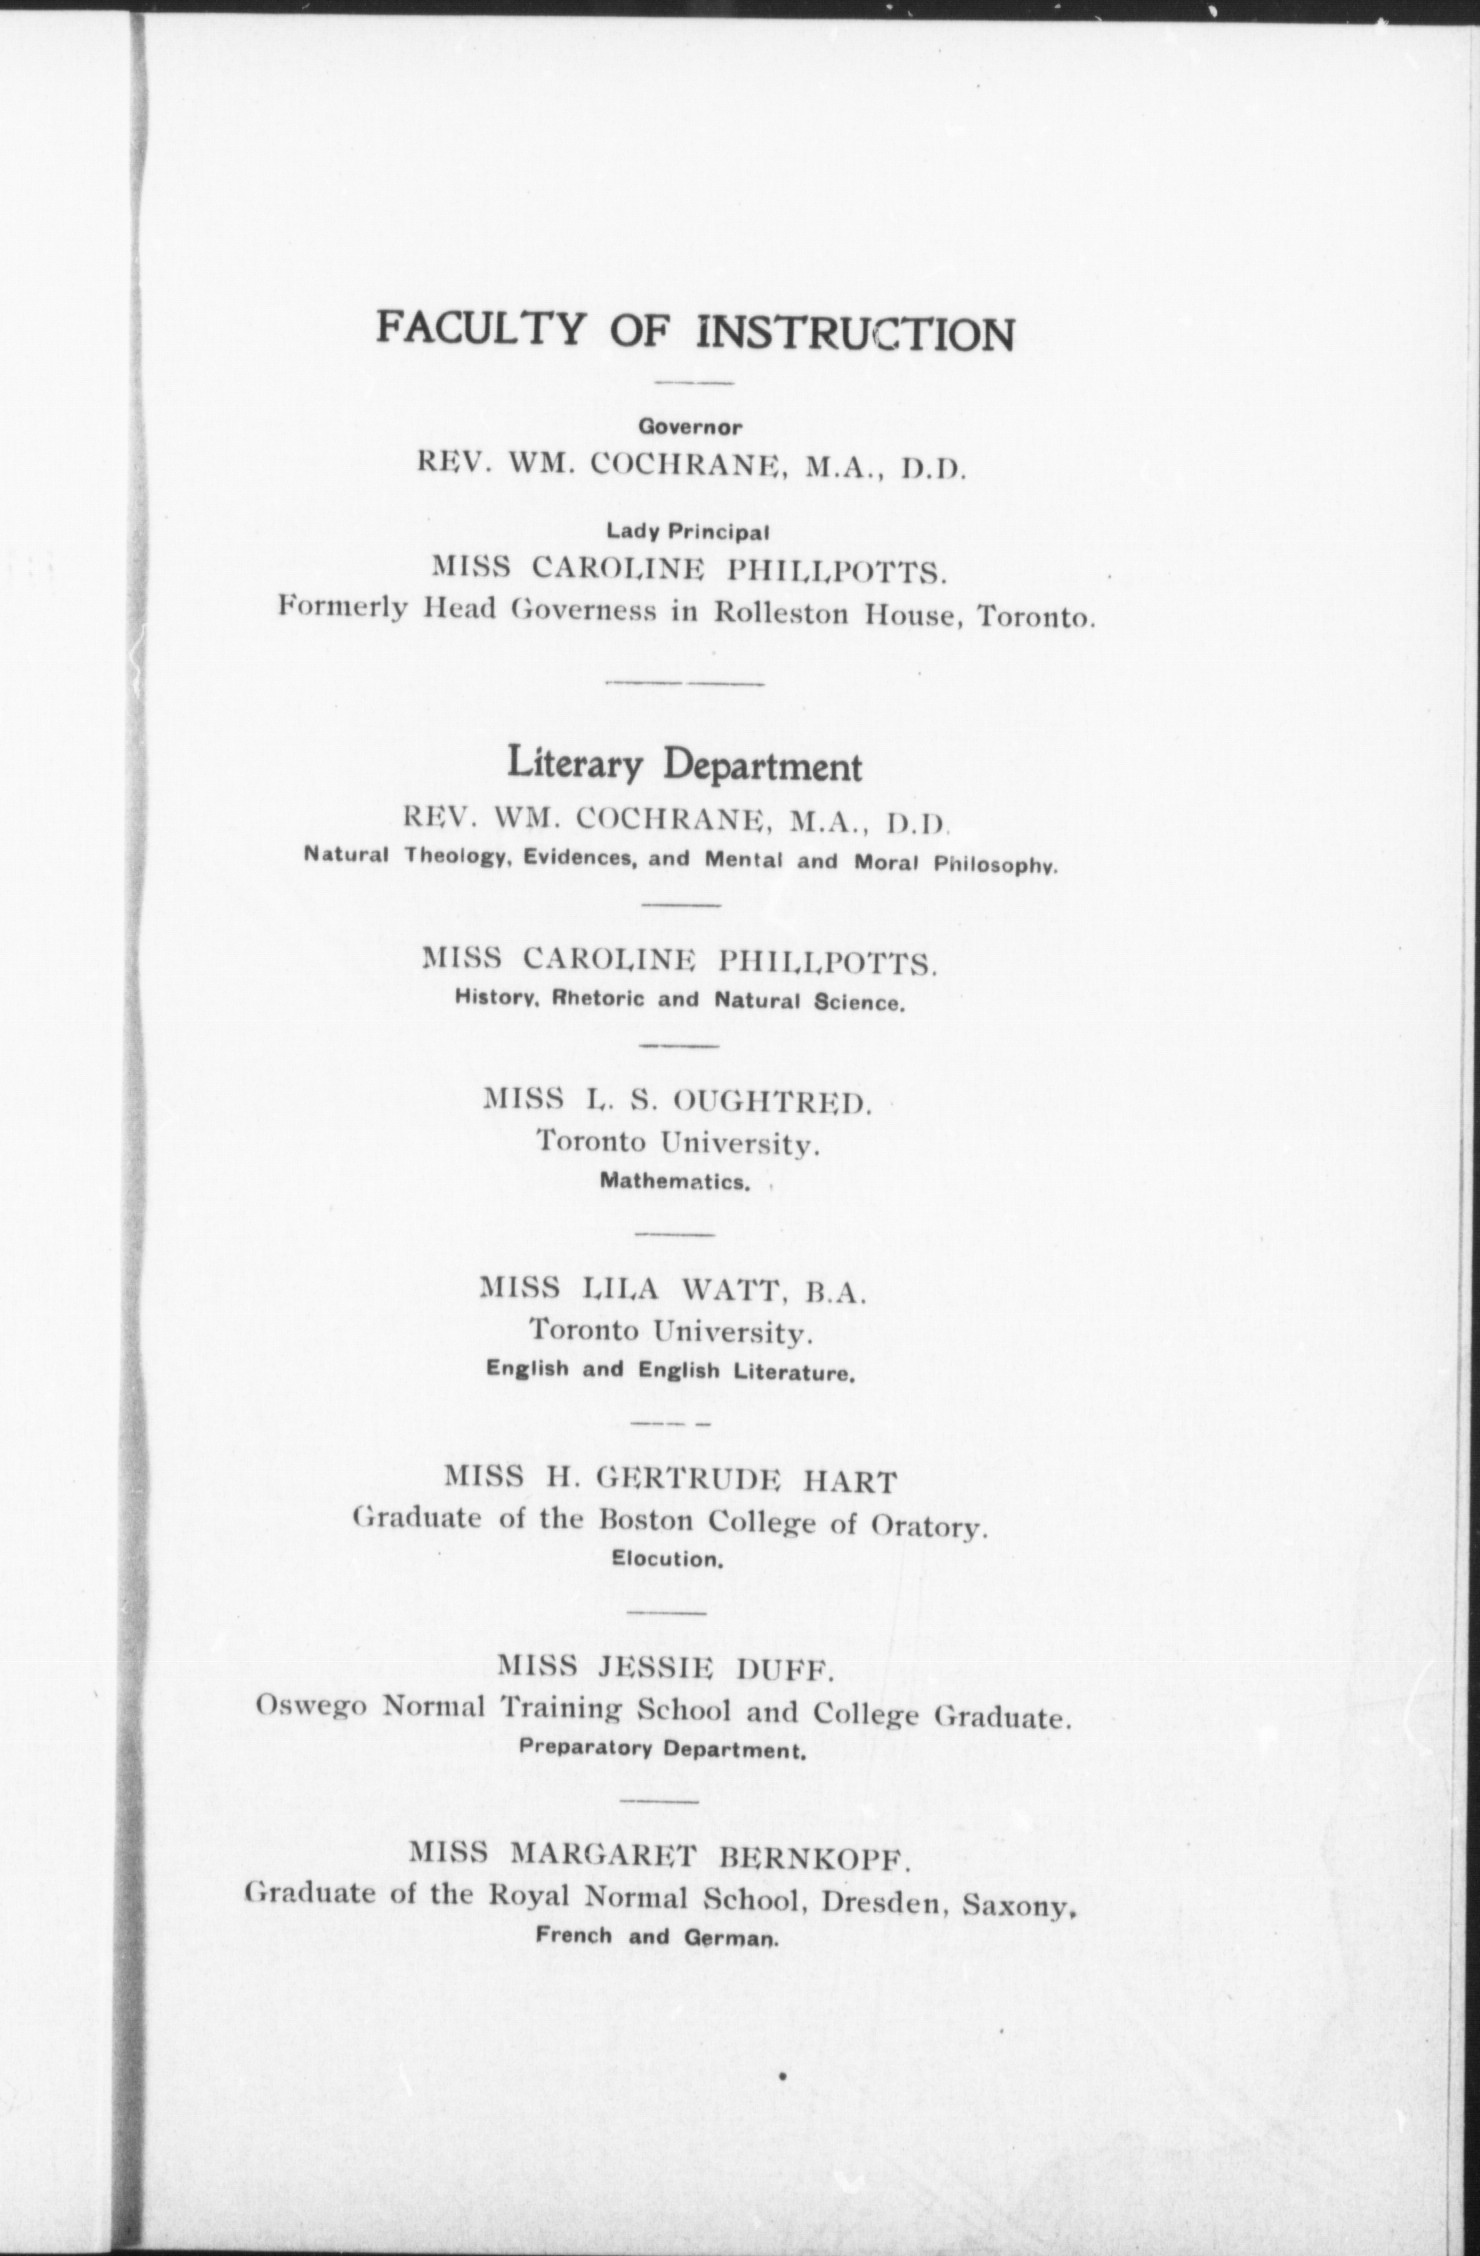 FACULTY OF INSTRUCTION
Governor
REV. WM. COCHRANE, M.A., D.D.
Lady Principal
MISS CAROLINE PHILLPOTTS.
Formerly Head Governess in Rolleston House, Toronto.
Literary Department
REV. WM. COCHRANE, M.A., D.D.
Natural Theology, Evidences, and Mental and Moral Philosophy.
MISS CAROLINE PHILLPOTTS.
History, Rhetoric and Natural Science.
MISS L. S. OUGHTRED.
Toronto University.
Mathematics.
MISS LILA WATT, B.A.
Toronto University.
English and English Literature.
MISS H. GERTRUDE HART
Graduate of the Boston College of Oratory.
Elocution.
MISS JESSIE DUFF.
Oswego Normal Training School and College Graduate.
Preparatory Department.
MISS MARGARET BERNKOPF.
Graduate of the Royal Normal School, Dresden, Saxony.
French and German.